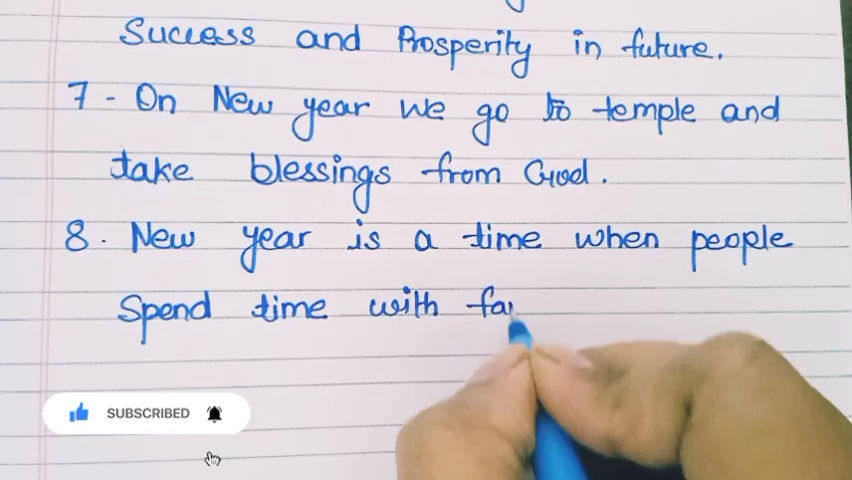 Success and Prosperity in future.
7 - On New year we go to temple and
take blessings from God.
8. New year is a time when people
Spend time with fa
SUBSCRIBED